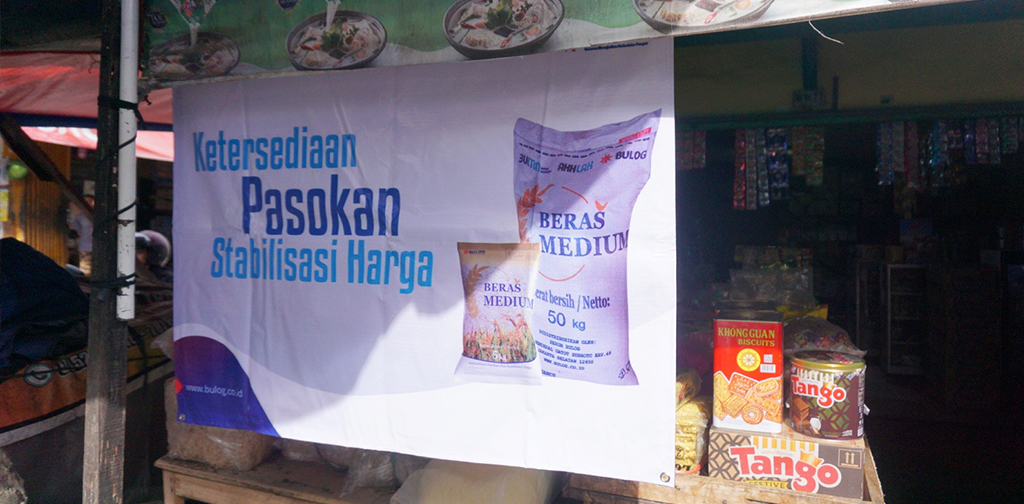 Ketersediaan
Pasokan
Stabilisasi Harga
AKHLAK
BULOG
BERAS
MEDIUM
Berat bersih / Netto:
50 kg
BERAS
MEDIUM
www.bulog.co.id
KHONG GUAN
BISCUITS
Tango
Tango